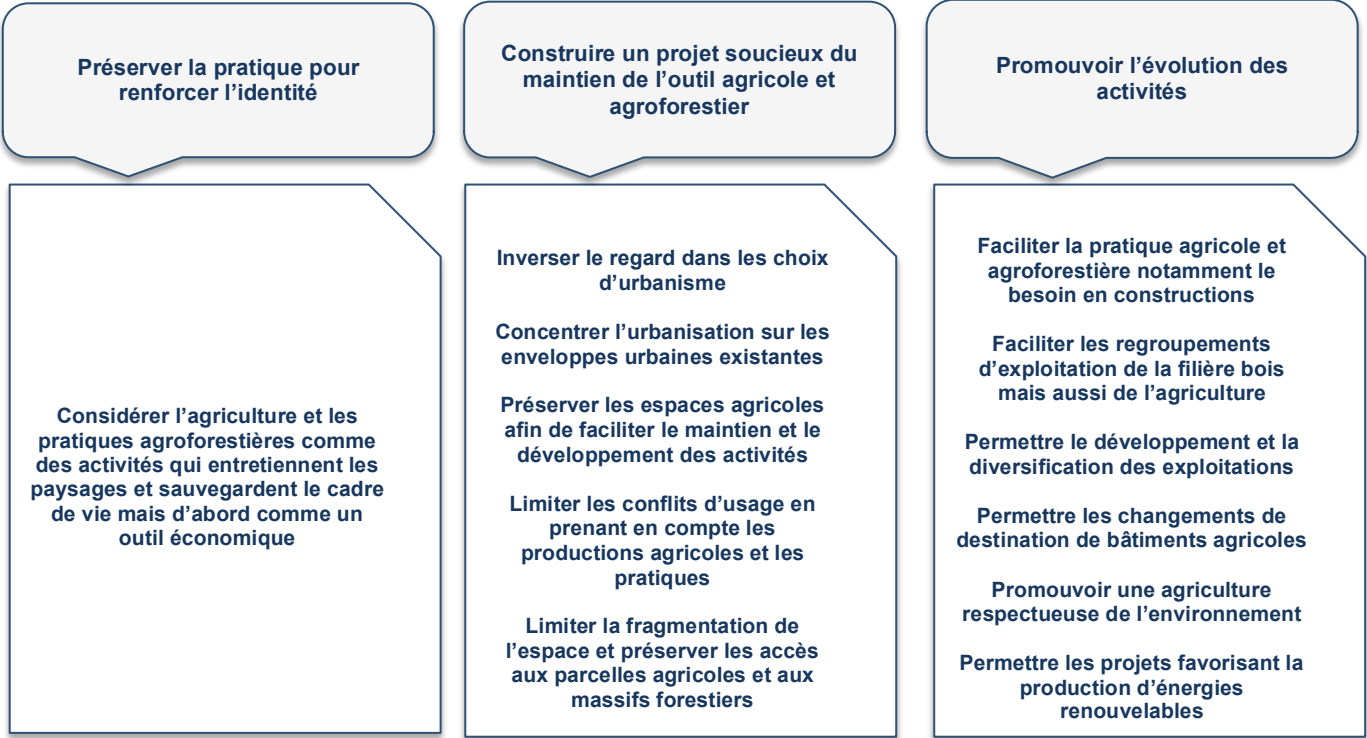 Préserver la pratique pour
renforcer l’identité
Considérer l’agriculture et les
pratiques agroforestières comme
des activités qui entretiennent les
paysages et sauvegardent le cadre
de vie mais d’abord comme un
outil économique
Construire un projet soucieux du
maintien de l’outil agricole et
agroforestier
Inverser le regard dans les choix
d’urbanisme
Concentrer l’urbanisation sur les
enveloppes urbaines existantes
Préserver les espaces agricoles
afin de faciliter le maintien et le
développement des activités
Limiter les conflits d’usage en
prenant en compte les
productions agricoles et les
pratiques
Limiter la fragmentation de
l’espace et préserver les accès
aux parcelles agricoles et aux
massifs forestiers
Promouvoir l’évolution des
activités
Faciliter la pratique agricole et
agroforestière notamment le
besoin en constructions
Faciliter les regroupements
d’exploitation de la filière bois
mais aussi de l’agriculture
Permettre le développement et la
diversification des exploitations
Permettre les changements de
destination de bâtiments agricoles
Promouvoir une agriculture
respectueuse de l’environnement
Permettre les projets favorisant la
production d’énergies
renouvelables